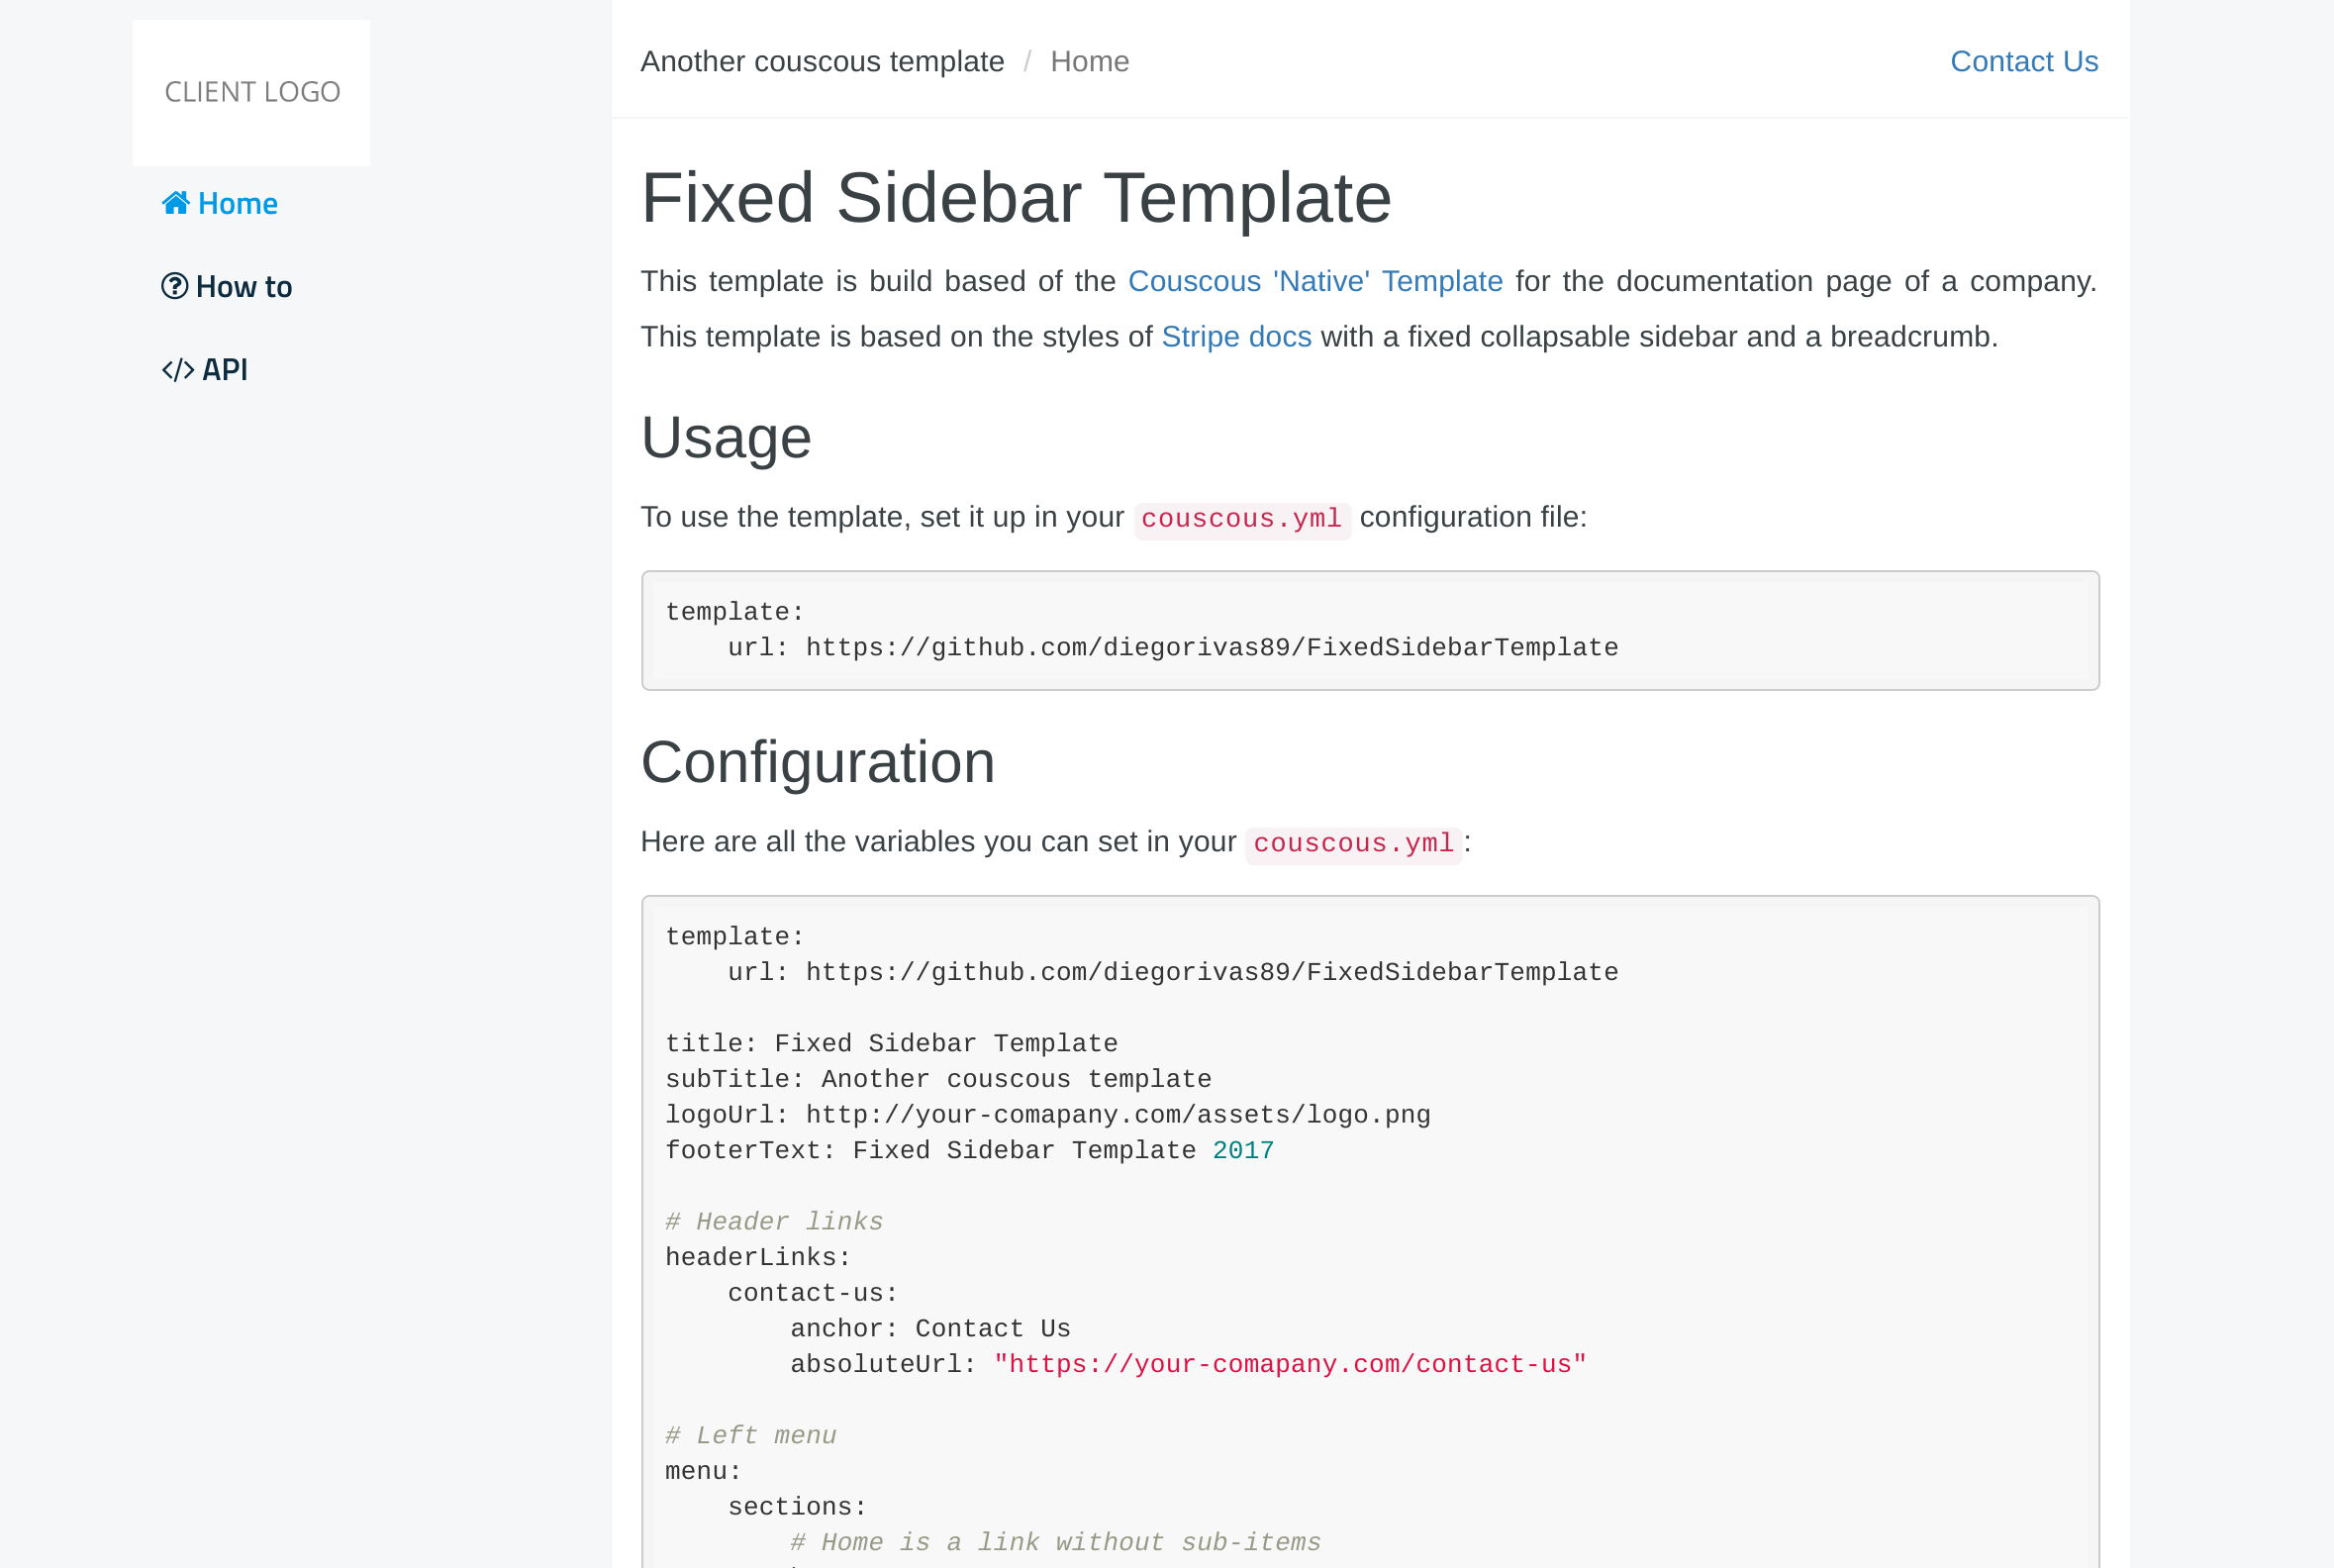 CLIENT LOGO
Home
How to
</> API
Another couscous template / Home
Contact Us
Fixed Sidebar Template
This template is build based of the Couscous 'Native' Template for the documentation page of a company.
This template is based on the styles of Stripe docs with a fixed collapsable sidebar and a breadcrumb.
Usage
To use the template, set it up in your couscous.yml configuration file:
template:
    url: https://github.com/diegorivas89/FixedSidebarTemplate
Configuration
Here are all the variables you can set in your couscous.yml:
template:
    url: https://github.com/diegorivas89/FixedSidebarTemplate
title: Fixed Sidebar Template
subTitle: Another couscous template
logoUrl: http://your-comapany.com/assets/logo.png
footerText: Fixed Sidebar Template 2017
# Header links
headerLinks:
    contact-us:
        anchor: Contact Us
        absoluteUrl: "https://your-comapany.com/contact-us"
# Left menu
menu:
    sections:
        # Home is a link without sub-items